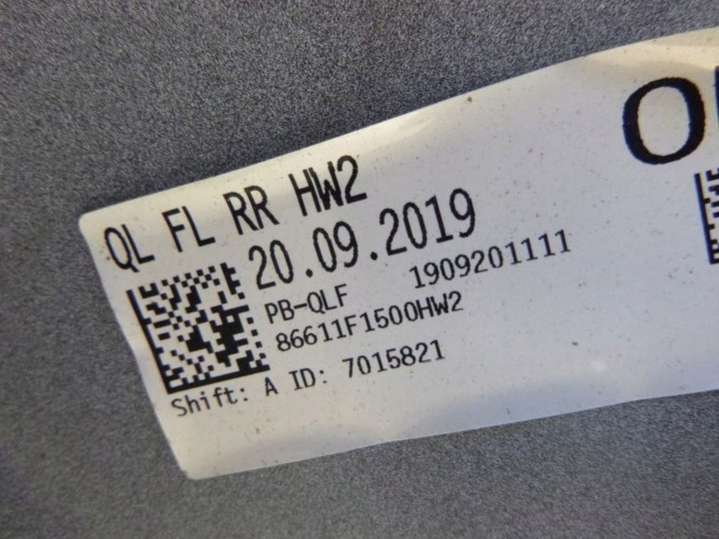 QL FL RR HW2
20.09.2019
PB-QLF 1909201111
86611F1500HW2
Shift: A ID: 7015821